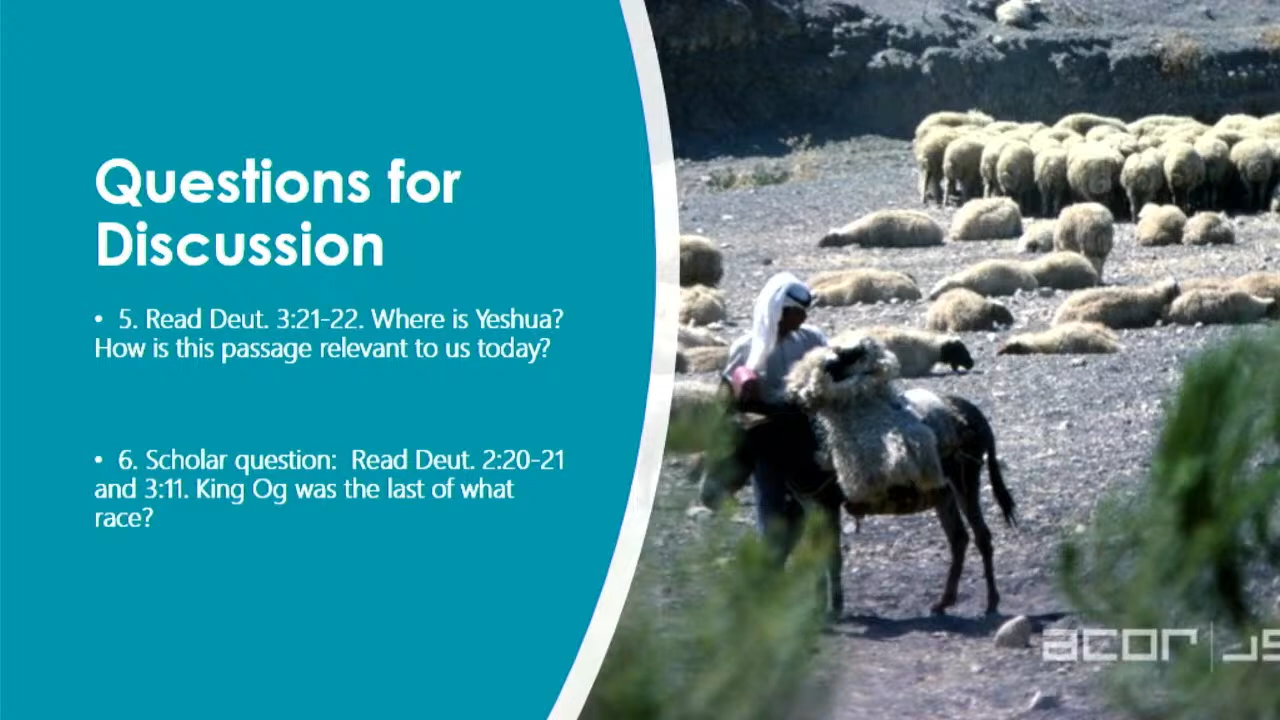 Questions for
Discussion
• 5. Read Deut. 3:21-22. Where is Yeshua?
How is this passage relevant to us today?
• 6. Scholar question:  Read Deut. 2:20-21
and 3:11. King Og was the last of what
race?
acor